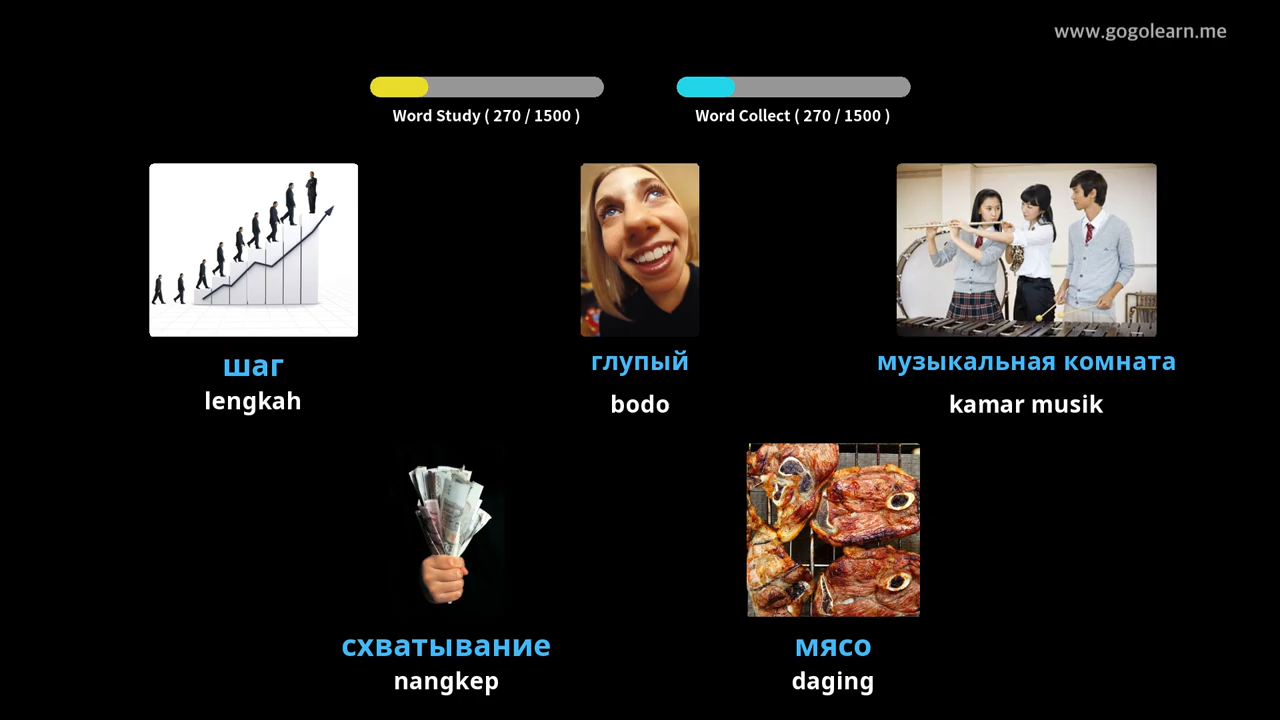 www.gogolearn.me
Word Study ( 270 / 1500 )
Word Collect ( 270 / 1500 )
шаг
lengkah
глупый
bodo
музыкальная комната
kamar musik
схватывание
nangkep
мясо
daging